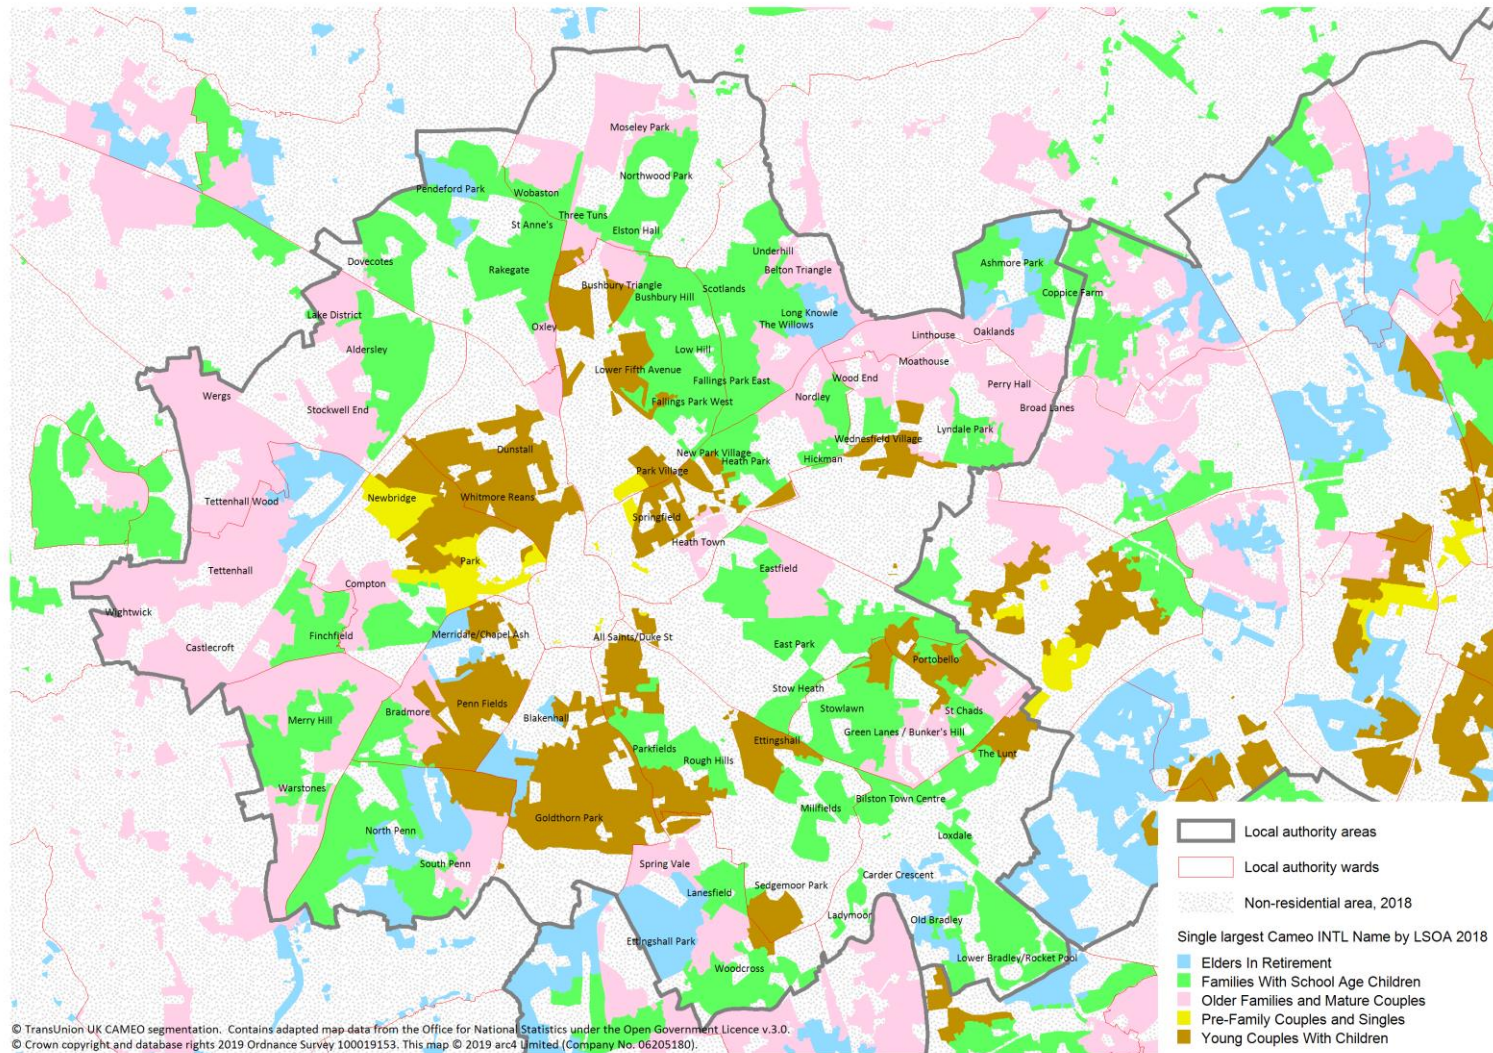 Moseley Park
Northwood Park
Pendeford Park
Wobaston
Three Tuns
St Anne's
Elston Hall
Underhill
Dovecotes
Rakegate
Belton Triangle
Ashmore Park
Bushbury Triangle
Scotlands
Bushbury Hill
Coppice Farm
Lake District
Long Knowle
Oxley
The Willows
Linthouse
Oaklands
Aldersley
Low Hill
Moathouse
Lower Fifth Avenue
Wood End
Fallings Park East
Perry Hall
Wergs
Nordley
Stockwell End
Fallings Park West
Broad Lanes
Lyndale Park
Wednesfield Village
Dunstall
New Park Village
Hickman
Heath Park
Park Village
Newbridge
Whitmore Reans
Tettenhall Wood
Springfield
Heath Town
Park
Tettenhall
Eastfield
Compton
Wightwick
Finchfield
Merridale/Chapel Ash
All Saints/Duke St
Castlecroft
East Park
Portobello
Stow Heath
Penn Fields
Stowlawn
St Chads
Bradmore
Merry Hill
Blakenhall
Green Lanes / Bunker's Hill
Ettingshall
Parkfields
The Lunt
Rough Hills
Warstones
Bilston Town Centre
Millfields
Goldthorn Park
North Penn
Loxdale
South Penn
Spring Vale
Carder Crescent
Sedgemoor Park
Lanesfield
Ladymoor
Old Bradley
Ettingshall Park
Lower Bradley/Rocket Pool
Woodcross
Local authority areas
Local authority wards
Non-residential area, 2018
Single largest Cameo INTL Name by LSOA 2018
Elders In Retirement
Families With School Age Children
Older Families and Mature Couples
Pre-Family Couples and Singles
Young Couples With Children
© TransUnion UK CAMEO segmentation. Contains adapted map data from the Office for National Statistics under the Open Government Licence v.3.0.
© Crown copyright and database rights 2019 Ordnance Survey 100019153. This map © 2019 arc4 Limited (Company No. 06205180).